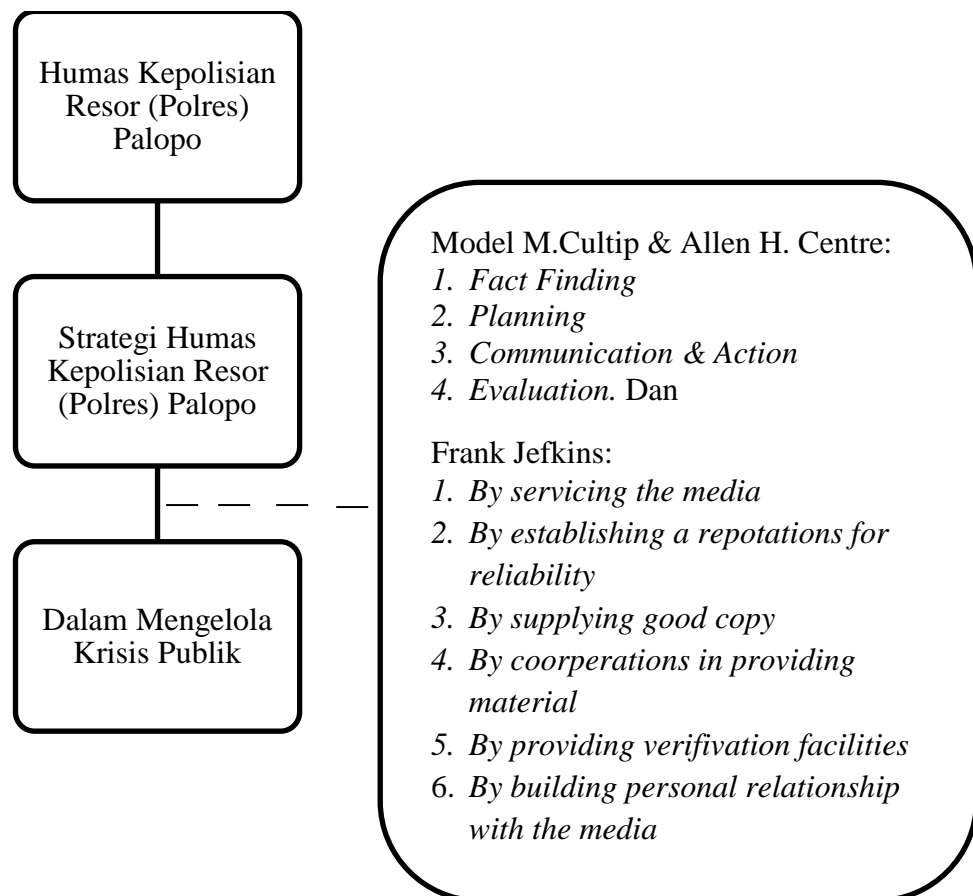 Humas Kepolisian
Resor (Polres)
Palopo
Strategi Humas
Kepolisian Resor
(Polres) Palopo
Dalam Mengelola
Krisis Publik
Model M.Cultip & Allen H. Centre:
1. Fact Finding
2. Planning
3. Communication & Action
4. Evaluation. Dan
Frank Jefkins:
1. By servicing the media
2. By establishing a repotations for
reliability
3. By supplying good copy
4. By coorperations in providing
material
5. By providing verifivation facilities
6. By building personal relationship
with the media